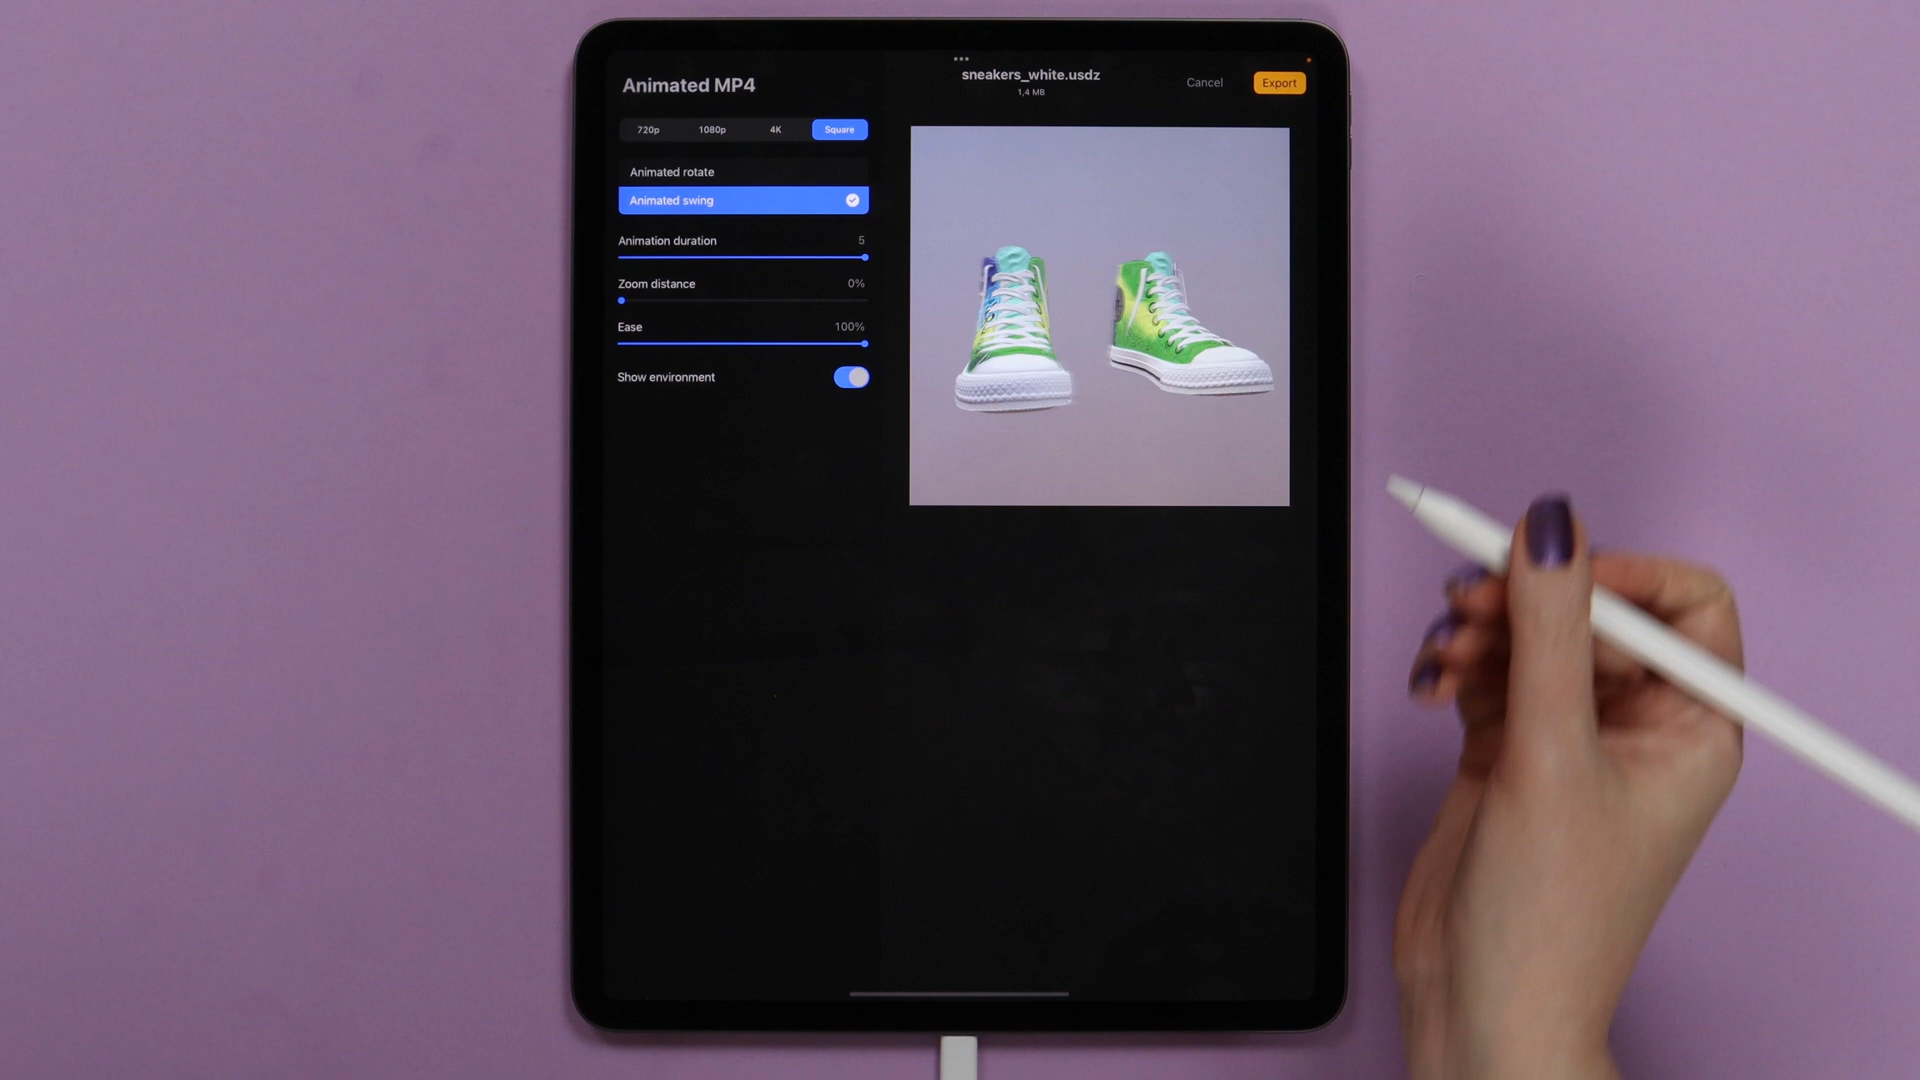 Animated MP4
sneakers_white.usdz
1,4 MB
Cancel
Export
720p
1080p
4K
Square
Animated rotate
Animated swing
Animation duration
5
Zoom distance
0%
Ease
100%
Show environment